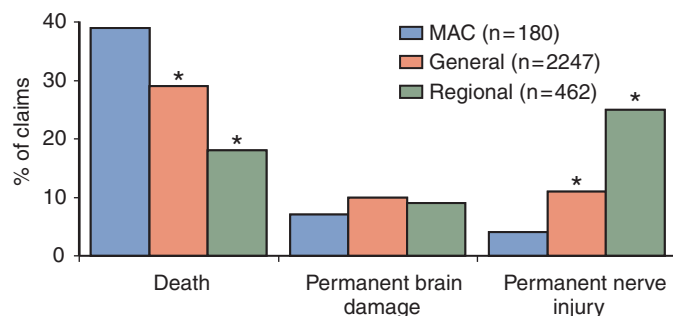 40
30
20
10
0
% of claims
MAC (n=180)
General (n=2247)
Regional (n=462)
*
*
*
*
Death
Permanent brain
damage
Permanent nerve
injury